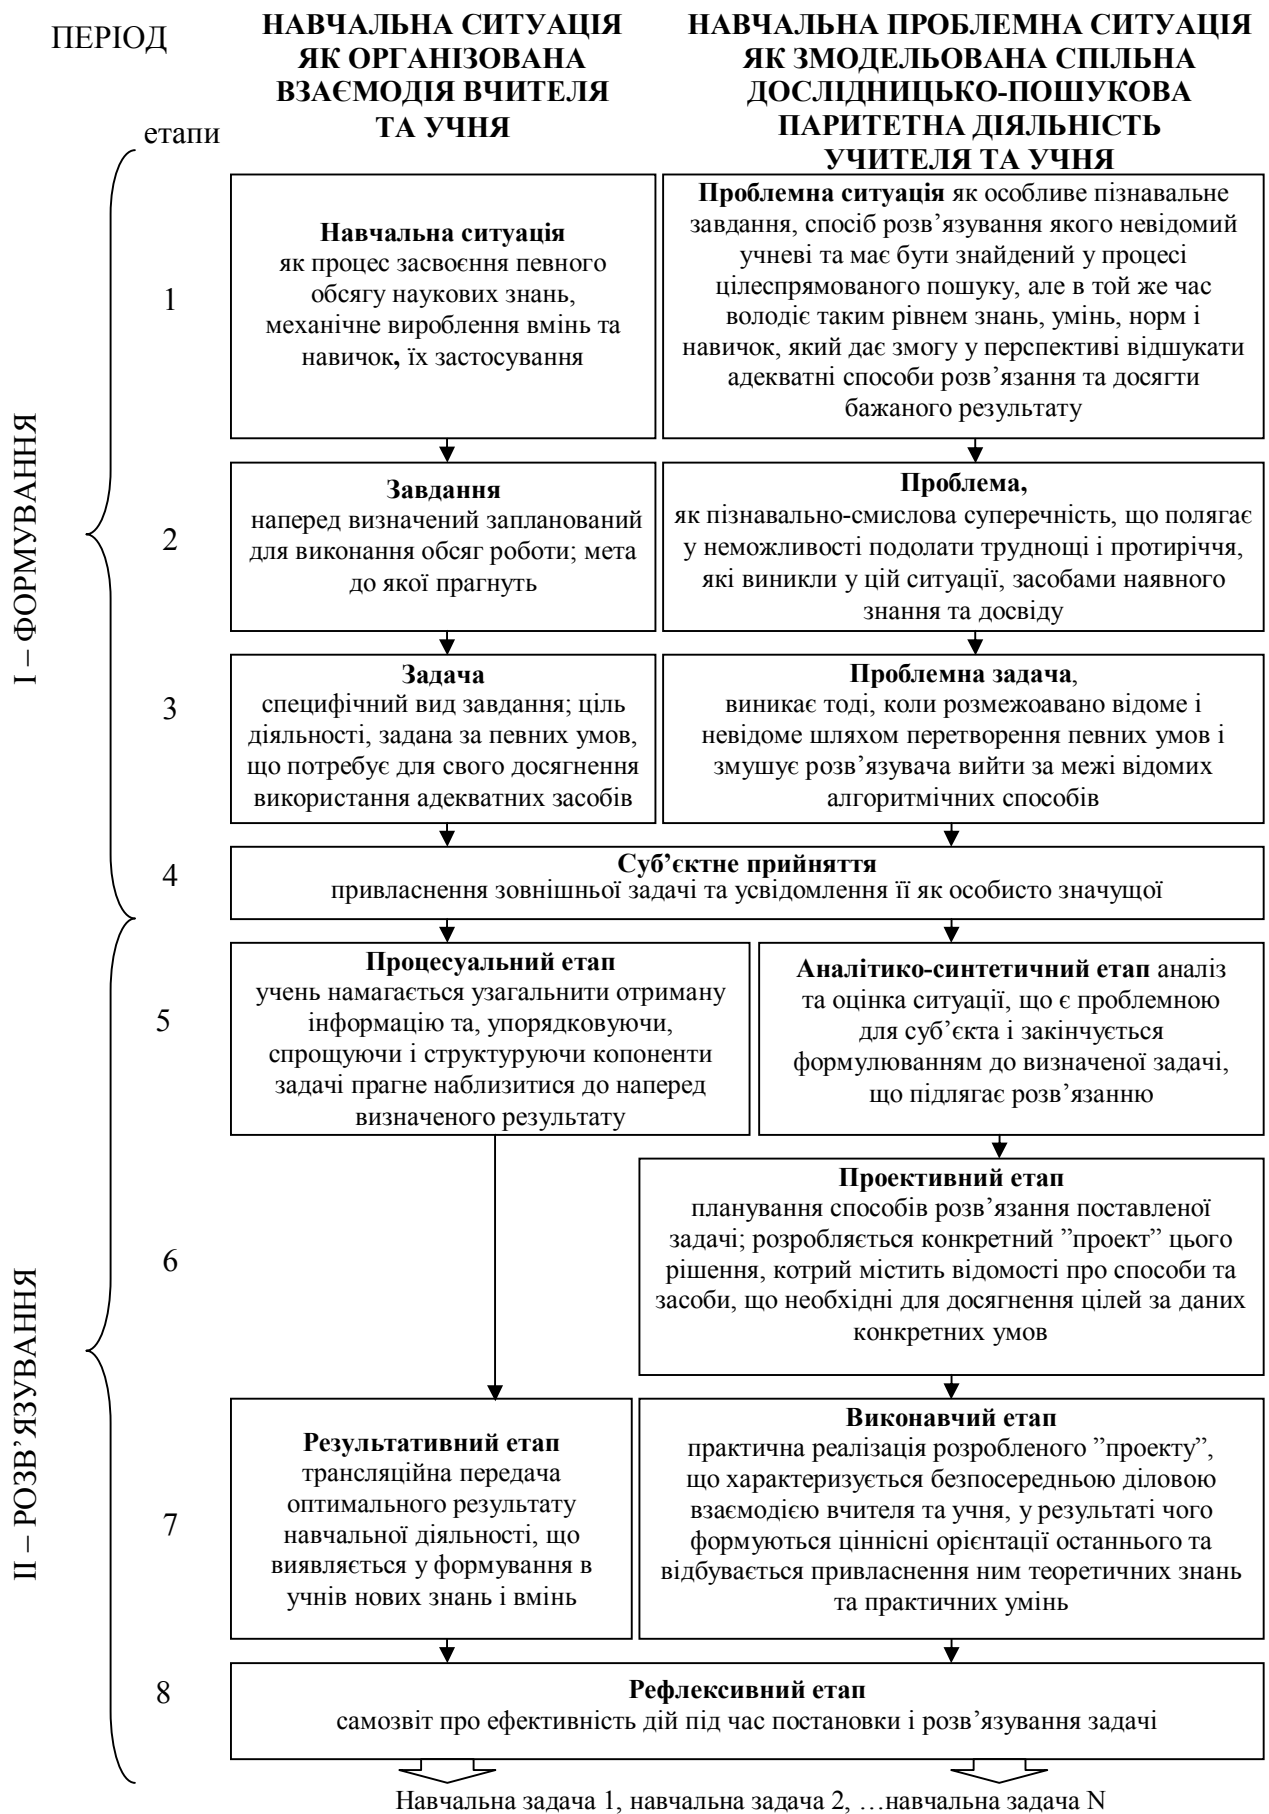 ПЕРІОД
НАВЧАЛЬНА СИТУАЦІЯ
ЯК ОРГАНІЗОВАНА
ВЗАЄМОДІЯ ВЧИТЕЛЯ
ТА УЧНЯ
НАВЧАЛЬНА ПРОБЛЕМНА СИТУАЦІЯ
ЯК ЗМОДЕЛЬОВАНА СПІЛЬНА
ДОСЛІДНИЦЬКО-ПОШУКОВА
ПАРИТЕТНА ДІЯЛЬНІСТЬ
УЧИТЕЛЯ ТА УЧНЯ
етапи
І – ФОРМУВАННЯ
1
Навчальна ситуація
як процес засвоєння певного
обсягу наукових знань,
механічне вироблення вмінь та
навичок, їх застосування
Проблемна ситуація як особливе пізнавальне
завдання, спосіб розв’язування якого невідомий
учневі та має бути знайдений у процесі
цілеспрямованого пошуку, але в той же час
володіє таким рівнем знань, умінь, норм і
навичок, який дає змогу у перспективі відшукати
адекватні способи розв’язання та досягти
бажаного результату
2
Завдання
наперед визначений запланований
для виконання обсяг роботи; мета
до якої прагнуть
Проблема,
як пізнавально-смислова суперечність, що полягає
у неможливості подолати труднощі і протиріччя,
які виникли у цій ситуації, засобами наявного
знання та досвіду
3
Задача
специфічний вид завдання; ціль
діяльності, задана за певних умов,
що потребує для свого досягнення
використання адекватних засобів
Проблемна задача,
виникає тоді, коли розмежоавано відоме і
невідоме шляхом перетворення певних умов і
змушує розв’язувача вийти за межі відомих
алгоритмічних способів
4
Суб’єктне прийняття
привласнення зовнішньої задачі та усвідомлення її як особисто значущої
ІІ – РОЗВ’ЯЗУВАННЯ
5
Процесуальний етап
учень намагається узагальнити отриману
інформацію та, упорядковуючи,
спрощуючи і структуруючи копоненти
задачі прагне наблизитися до наперед
визначеного результату
Аналітико-синтетичний етап аналіз
та оцінка ситуації, що є проблемною
для суб’єкта і закінчується
формулюванням до визначеної задачі,
що підлягає розв’язанню
6
Проективний етап
планування способів розв’язання поставленої
задачі; розробляється конкретний ”проект” цього
рішення, котрий містить відомості про способи та
засоби, що необхідні для досягнення цілей за даних
конкретних умов
7
Результативний етап
трансляційна передача
оптимального результату
навчальної діяльності, що
виявляється у формування в
учнів нових знань і вмінь
Виконавчий етап
практична реалізація розробленого ”проекту”,
що характеризується безпосередньою діловою
взаємодією вчителя та учня, у результаті чого
формуються ціннісні орієнтації останнього та
відбувається привласнення ним теоретичних знань
та практичних умінь
8
Рефлексивний етап
самозвіт про ефективність дій під час постановки і розв’язування задачі
Навчальна задача 1, навчальна задача 2, …навчальна задача N